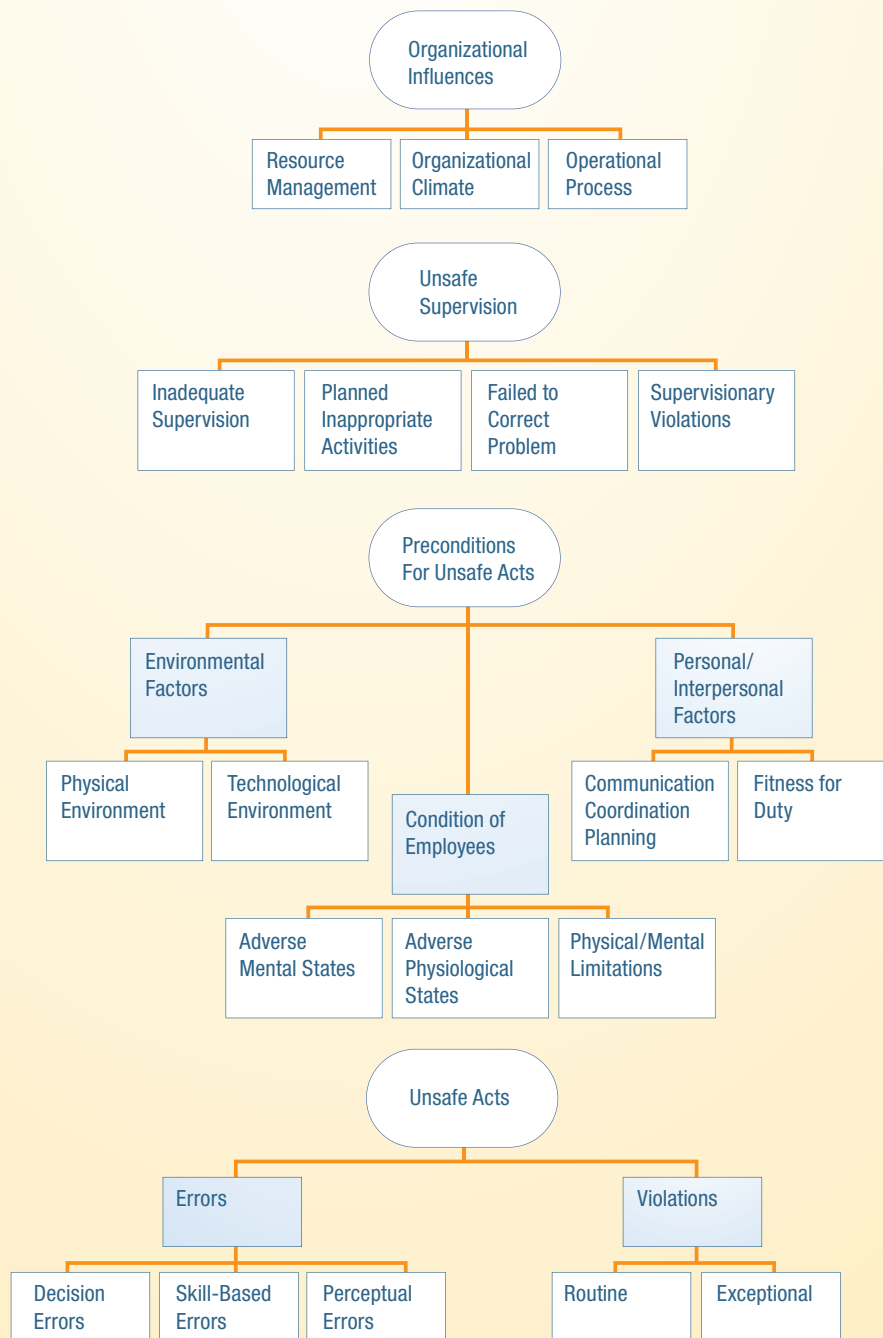 Organizational
Influences
Resource
Management
Organizational
Climate
Operational
Process
Unsafe
Supervision
Inadequate
Supervision
Planned
Inappropriate
Activities
Failed to
Correct
Problem
Supervisionary
Violations
Preconditions
For Unsafe Acts
Environmental
Factors
Personal/
Interpersonal
Factors
Physical
Environment
Technological
Environment
Communication
Coordination
Planning
Fitness for
Duty
Condition of
Employees
Adverse
Mental States
Adverse
Physiological
States
Physical/Mental
Limitations
Unsafe Acts
Errors
Violations
Decision
Errors
Skill-Based
Errors
Perceptual
Errors
Routine
Exceptional